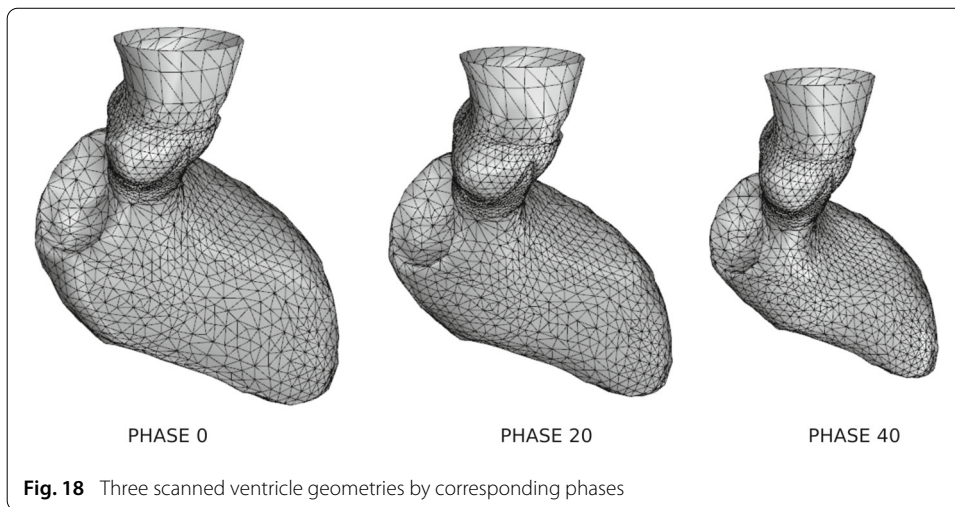 PHASE 0
PHASE 20
PHASE 40
Fig. 18 Three scanned ventricle geometries by corresponding phases